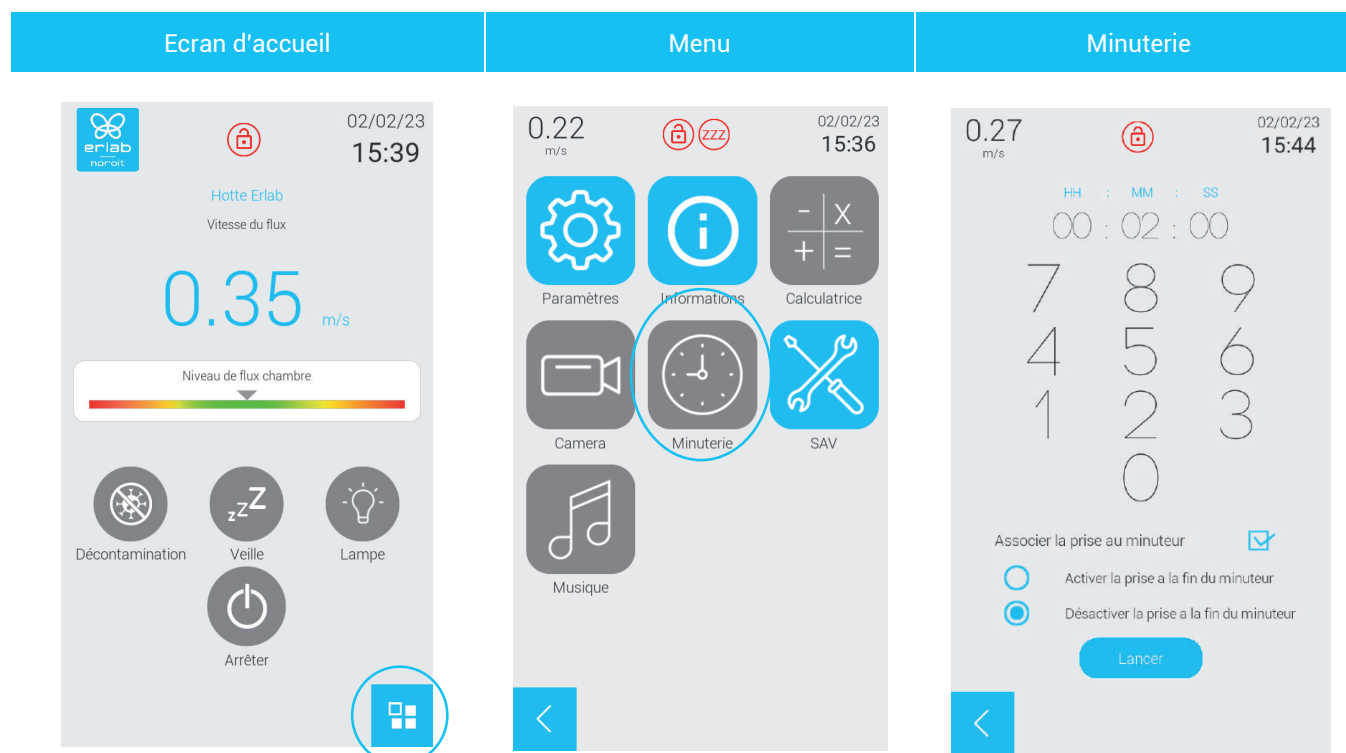 Ecran d'accueil
Menu
Minuterie
erlab
noroit
02/02/23
15:39
Hotte Erlab
Vitesse du flux
0.35 m/s
Niveau de flux chambre
zZZ
Décontamination Veille Lampe
Arrêter
0.22
m/s
zzz
02/02/23
15:36
- X
+ =
Paramètres Informations Calculatrice
Camera Minuterie SAV
Musique
0.27
m/s
02/02/23
15:44
HH : MM : SS
00 : 02 : 00
7 8 9
4 5 6
1 2 3
0
Associer la prise au minuteur
Activer la prise a la fin du minuteur
Désactiver la prise a la fin du minuteur
Lancer